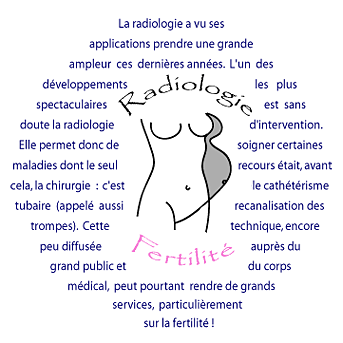 La radiologie a vu ses
applications prendre une grande
ampleur ces dernières années. L'un des
développements les plus
spectaculaires est sans
doute la radiologie d'intervention.
Elle permet donc de soigner certaines
maladies dont le seul recours était, avant
cela, la chirurgie : c'est le cathétérisme
tubaire (appelé aussi recanalisation des
trompes). Cette technique, encore
peu diffusée auprès du
grand public et du corps
médical, peut pourtant rendre de grands
services, particulièrement
sur la fertilité !
Radiologie
Fertilité